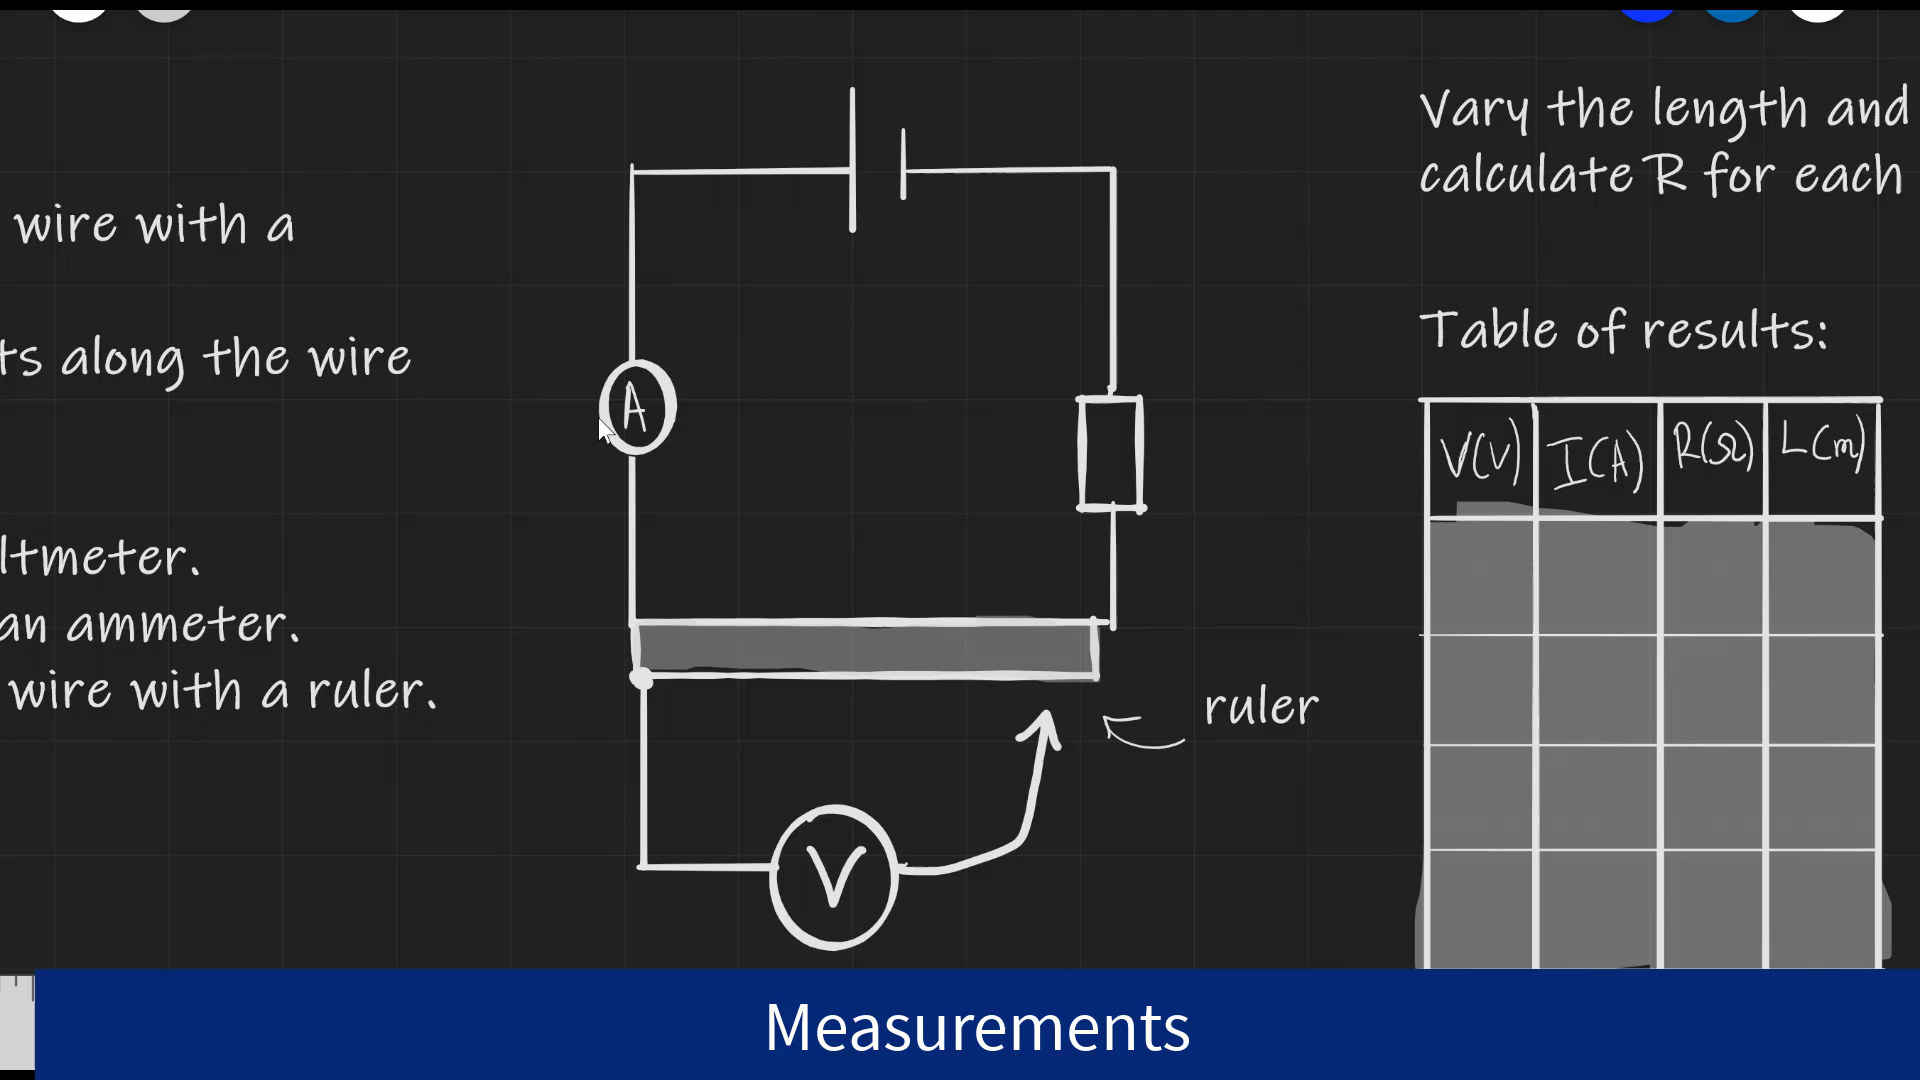 wire with a
ts along the wire
ltmeter.
an ammeter.
wire with a ruler.
A
V
ruler
Vary the length and
calculate R for each
Table of results:
V(V) I(A) R(Ω) L(m)
Measurements